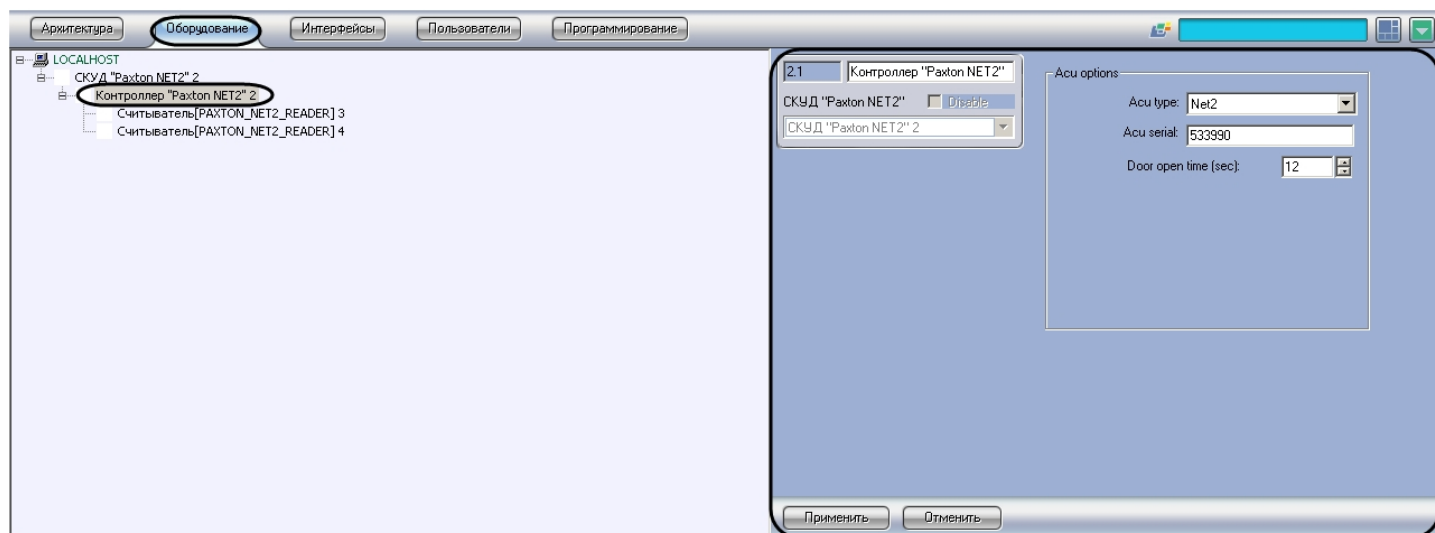 Архитектура Оборудование Интерфейсы Пользователи Программирование
LOCALHOST
СКУД "Paxton NET2" 2
Контроллер "Paxton NET2" 2
Считыватель[PAXTON_NET2_READER] 3
Считыватель[PAXTON_NET2_READER] 4
2.1 Контроллер "Paxton NET2"
СКУД "Paxton NET2" Disable
СКУД "Paxton NET2" 2
Acu options
Acu type: Net2
Acu serial: 533990
Door open time (sec): 12
Применить Отменить